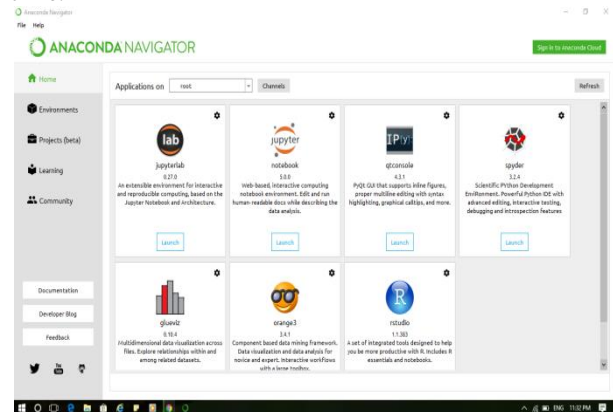 Anaconda Navigator
File Help
ANACONDA NAVIGATOR
Sign in to Anaconda Cloud
Home
Applications on root Channels
Refresh
Environments
Projects (beta)
Learning
Community
Documentation
Developer Blog
Feedback
lab
jupyterlab
0.27.0
An extensible environment for interactive
and reproducible computing, based on the
Jupyter Notebook and Architecture.
Launch
jupyter
notebook
5.0.0
Web-based, interactive computing
notebook environment. Edit and run
human-readable docs while describing the
data analysis.
Launch
IP[y]:
qtconsole
4.3.1
PyQt GUI that supports inline figures,
proper multiline editing with syntax
highlighting, graphical calltips, and more.
Launch
spyder
3.2.4
Scientific PYthon Development
EnviRonment. Powerful Python IDE with
advanced editing, interactive testing,
debugging and introspection features
Launch
glueviz
0.10.4
Multidimensional data visualization across
files. Explore relationships within and
among related datasets.
orange3
3.4.1
Component based data mining framework.
Data visualization and data analysis for
novice and expert. Interactive workflows
with a large toolbox.
R
rstudio
1.1.383
A set of integrated tools designed to help
you be more productive with R. Includes R
essentials and notebooks.
ENG 11:02 PM